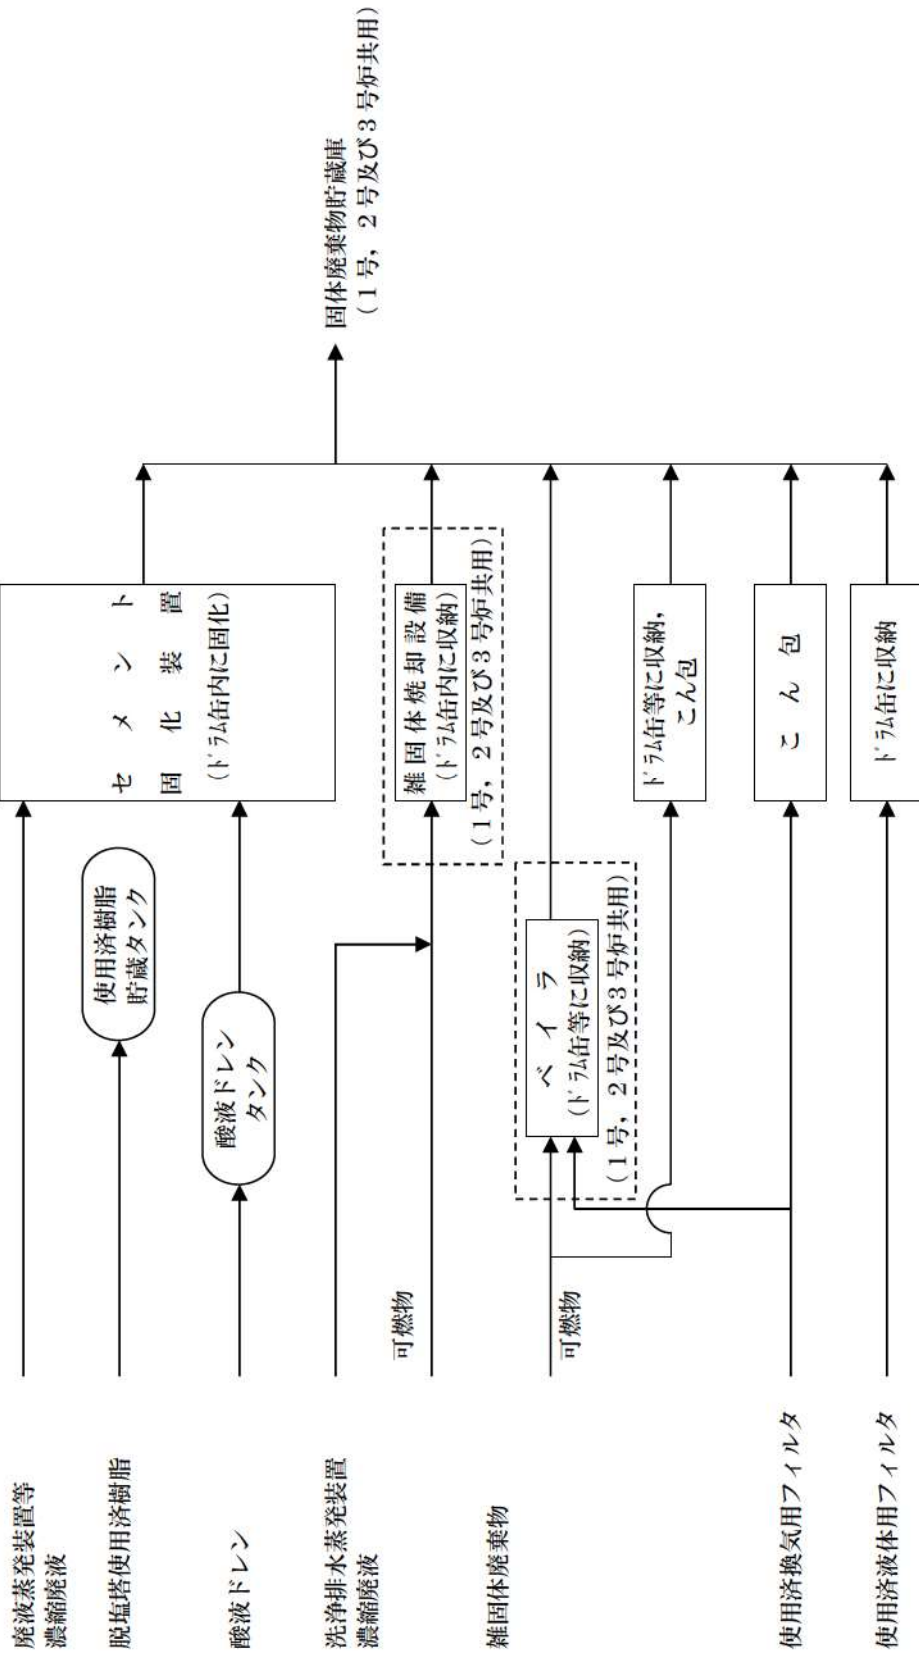 廃液蒸発装置等
濃縮廃液
脱塩塔使用済樹脂
使用済樹脂
貯蔵タンク
酸液ドレン
酸液ドレン
タンク
セメント
固化装置
(ﾄﾞﾗﾑ缶内に固化)
洗浄排水蒸発装置
濃縮廃液
雑固体廃棄物
可燃物
雑固体焼却設備
(ﾄﾞﾗﾑ缶内に収納)
(1号,2号及び3号炉共用)
可燃物
ベイラ
(ﾄﾞﾗﾑ缶等に収納)
(1号,2号及び3号炉共用)
ﾄﾞﾗﾑ缶等に収納,
こん包
使用済換気用フィルタ
こん包
使用済液体用フィルタ
ﾄﾞﾗﾑ缶に収納
固体廃棄物貯蔵庫
(1号,2号及び3号炉共用)